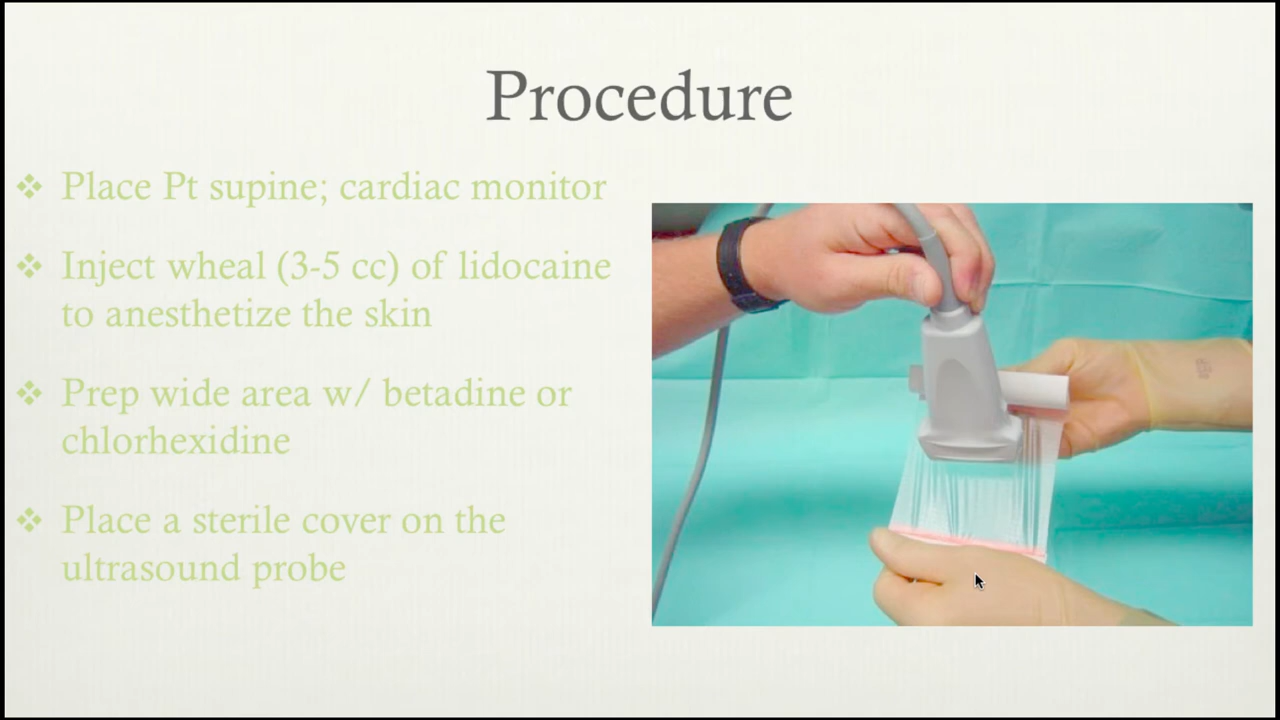 Procedure
❖ Place Pt supine; cardiac monitor
❖ Inject wheal (3-5 cc) of lidocaine
to anesthetize the skin
❖ Prep wide area w/ betadine or
chlorhexidine
❖ Place a sterile cover on the
ultrasound probe